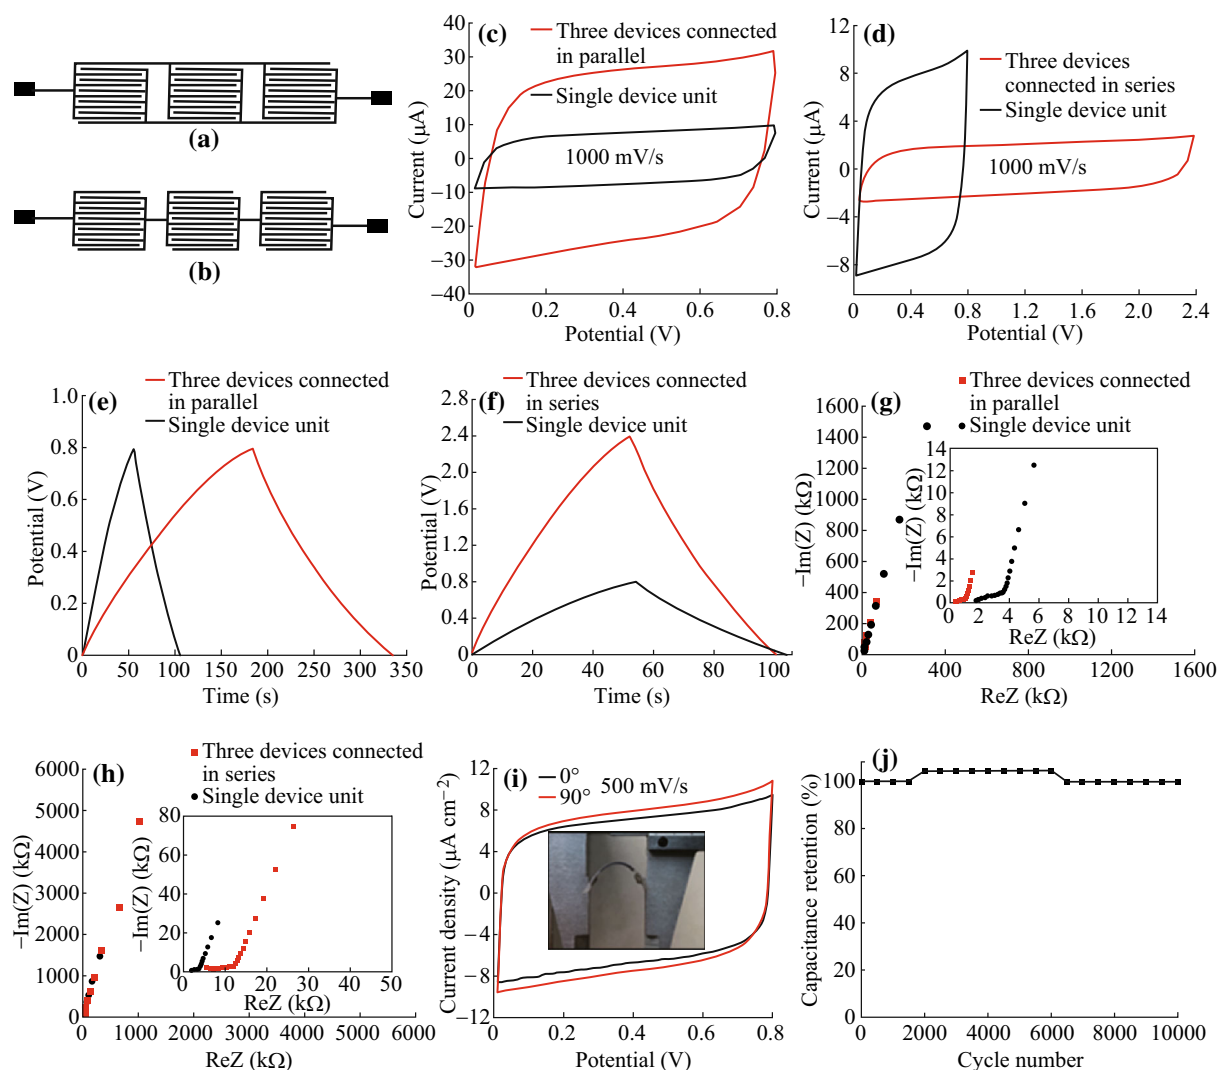 (a)
(b)
(c)
Three devices connected
in parallel
Single device unit
1000 mV/s
Current (μA)
40
30
20
10
0
−10
−20
−30
−40
0
0.2
0.4
0.6
0.8
Potential (V)
(d)
Three devices
connected in series
Single device unit
1000 mV/s
Current (μA)
12
8
4
0
−4
−8
0
0.4
0.8
1.2
1.6
2.0
2.4
Potential (V)
(e)
Three devices connected
in parallel
Single device unit
Potential (V)
1.0
0.8
0.6
0.4
0.2
0
0
50
100
150
200
250
300
350
Time (s)
(f)
Three devices connected
in series
Single device unit
Potential (V)
2.8
2.4
2.0
1.6
1.2
0.8
0.4
0
0
20
40
60
80
100
Time (s)
(g)
Three devices connected
in parallel
Single device unit
−Im(Z) (kΩ)
1600
1400
1200
1000
800
600
400
200
0
0
400
800
1200
1600
ReZ (kΩ)
−Im(Z) (kΩ)
14
12
10
8
6
4
2
0
0
2
4
6
8
10
12
14
ReZ (kΩ)
(h)
Three devices connected
in series
Single device unit
−Im(Z) (kΩ)
6000
5000
4000
3000
2000
1000
0
0
1000
2000
3000
4000
5000
6000
ReZ (kΩ)
−Im(Z) (kΩ)
80
60
40
20
0
0
10
20
30
40
50
ReZ (kΩ)
(i)
0°
90°
500 mV/s
Current density (μA cm⁻²)
12
8
4
0
−4
−8
−12
0
0.2
0.4
0.6
0.8
Potential (V)
(j)
Capacitance retention (%)
100
80
60
40
20
0
0
2000
4000
6000
8000
10000
Cycle number